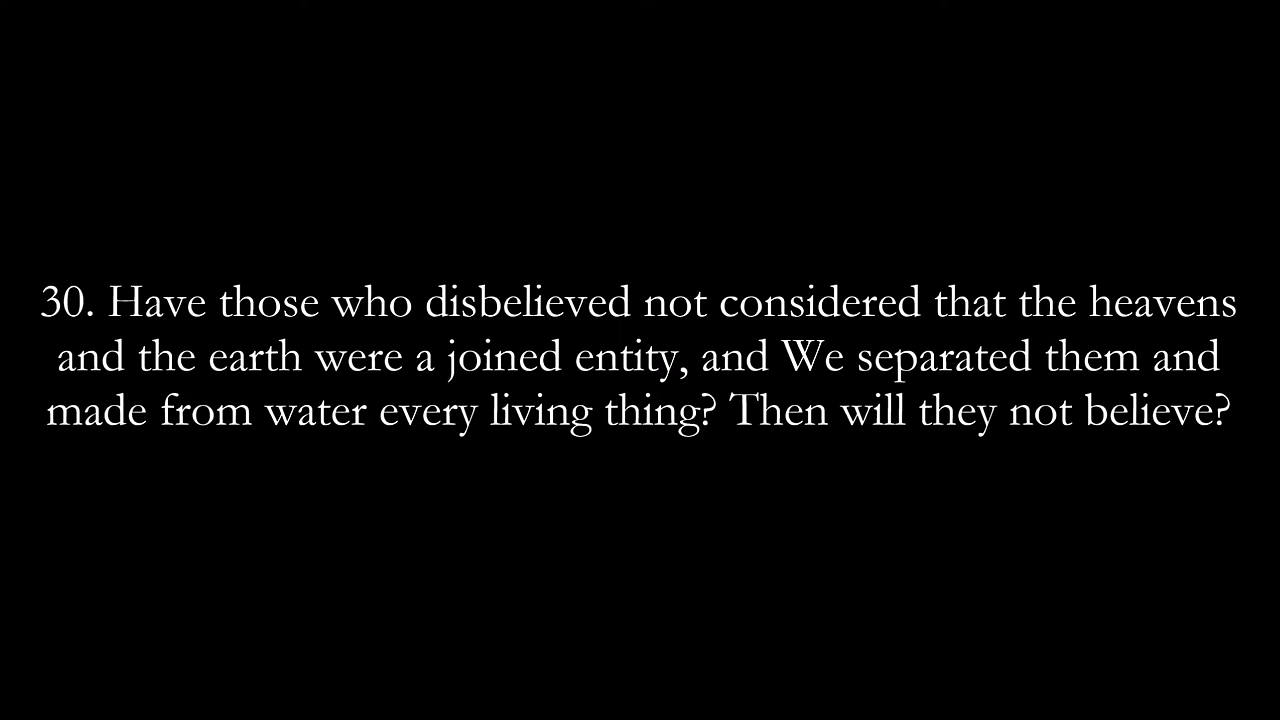 30. Have those who disbelieved not considered that the heavens
and the earth were a joined entity, and We separated them and
made from water every living thing? Then will they not believe?